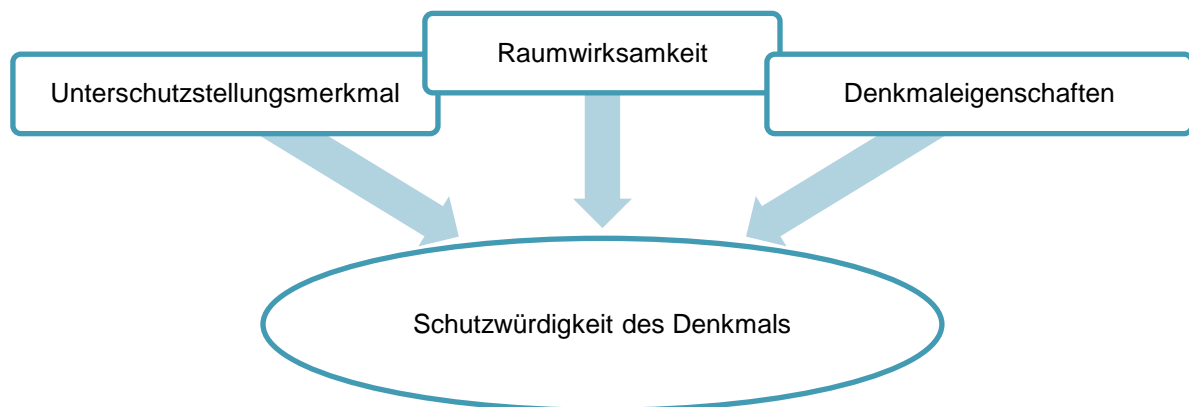 Raumwirksamkeit
Unterschutzstellungsmerkmal
Denkmaleigenschaften
Schutzwürdigkeit des Denkmals